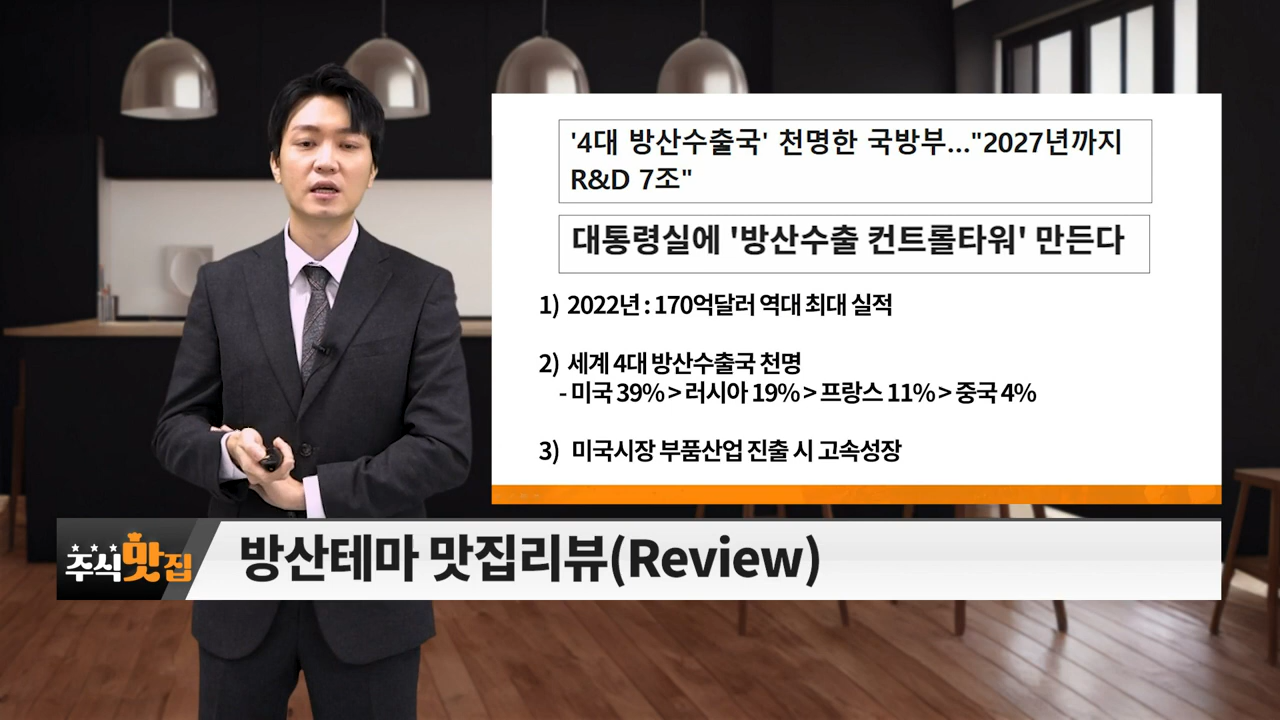 '4대 방산수출국' 천명한 국방부..."2027년까지
R&D 7조"
대통령실에 '방산수출 컨트롤타워' 만든다
1) 2022년 : 170억달러 역대 최대 실적
2) 세계 4대 방산수출국 천명
- 미국 39% > 러시아 19% > 프랑스 11% > 중국 4%
3) 미국시장 부품산업 진출 시 고속성장
주식맛집
방산테마 맛집리뷰(Review)